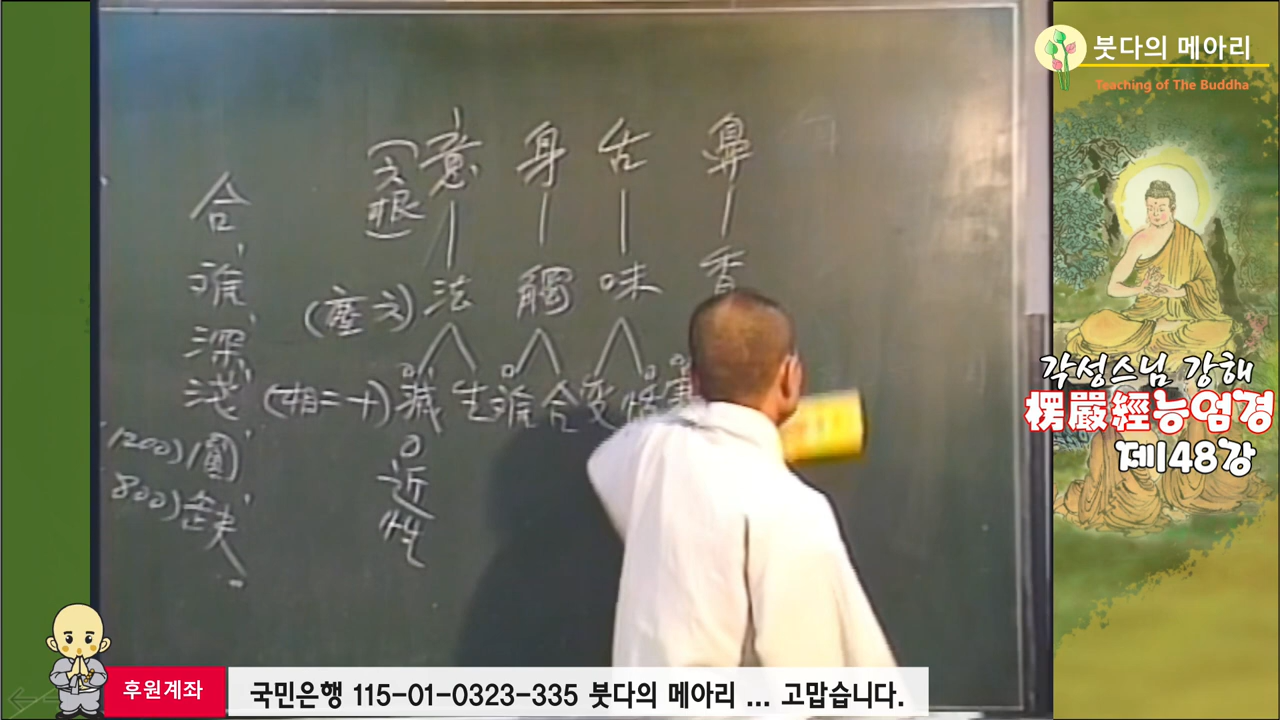 鼻 舌 身 意 (六根)
香 味 觸 法 (六塵)
恬 変 合 離 生 滅 (十二相)
近性
合,離,深,淺,
圓
1200)
缺
800)
붓다의 메아리
Teaching of The Buddha
각성스님 강해
楞嚴經능엄경
제148강
후원계좌
국민은행 115-01-0323-335 붓다의 메아리 ... 고맙습니다.